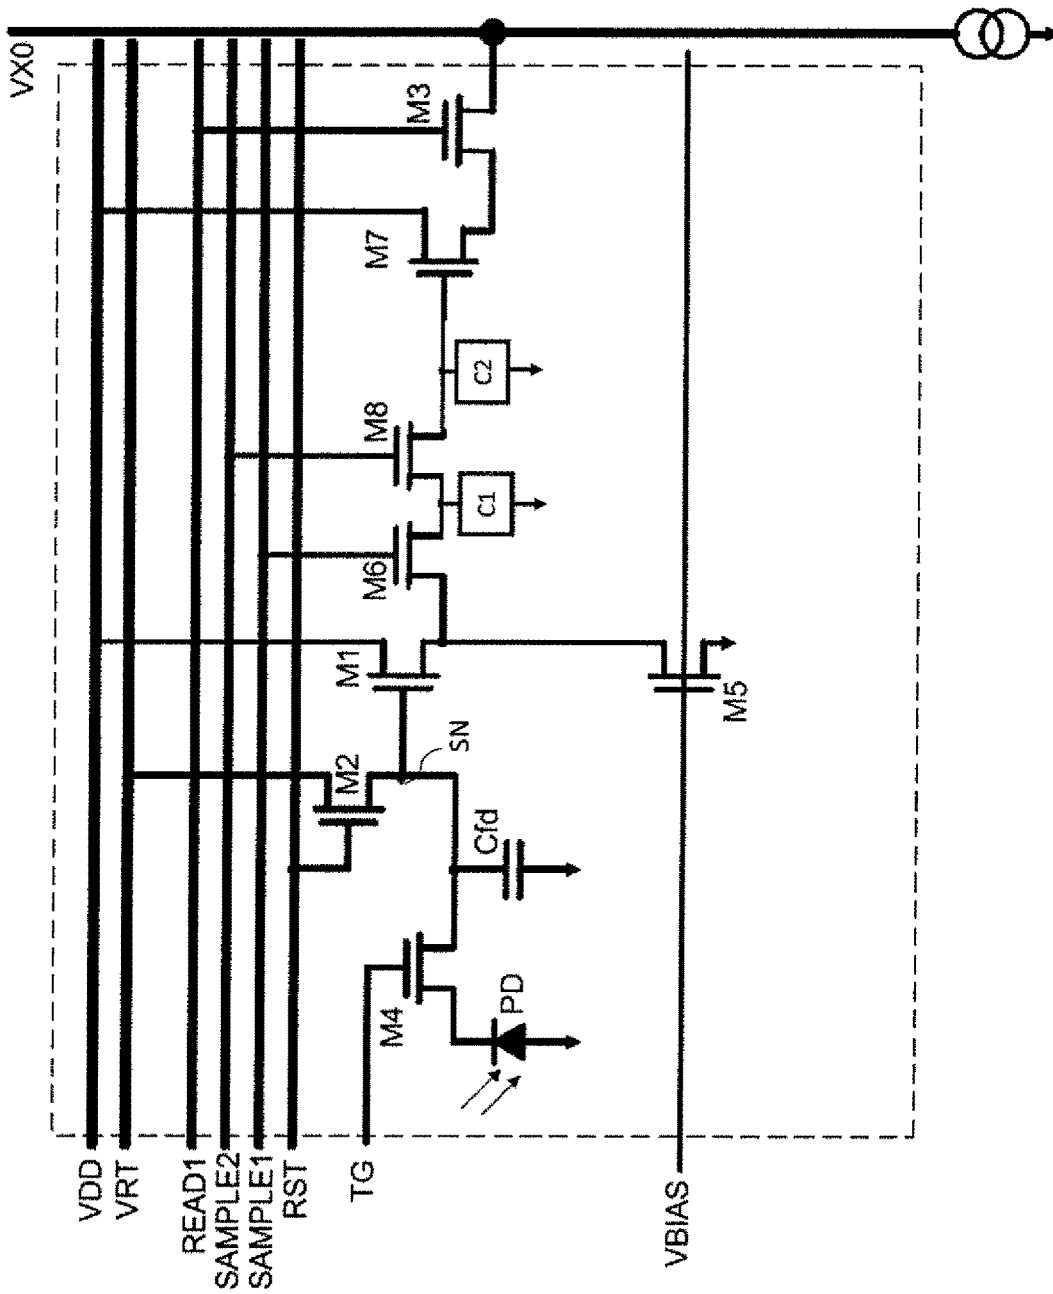 VX0
M3
M7
C2
M8
C1
M6
M1
M5
SN
M2
Cfd
M4
PD
VDD
VRT
READ1
SAMPLE2
SAMPLE1
RST
TG
VBIAS